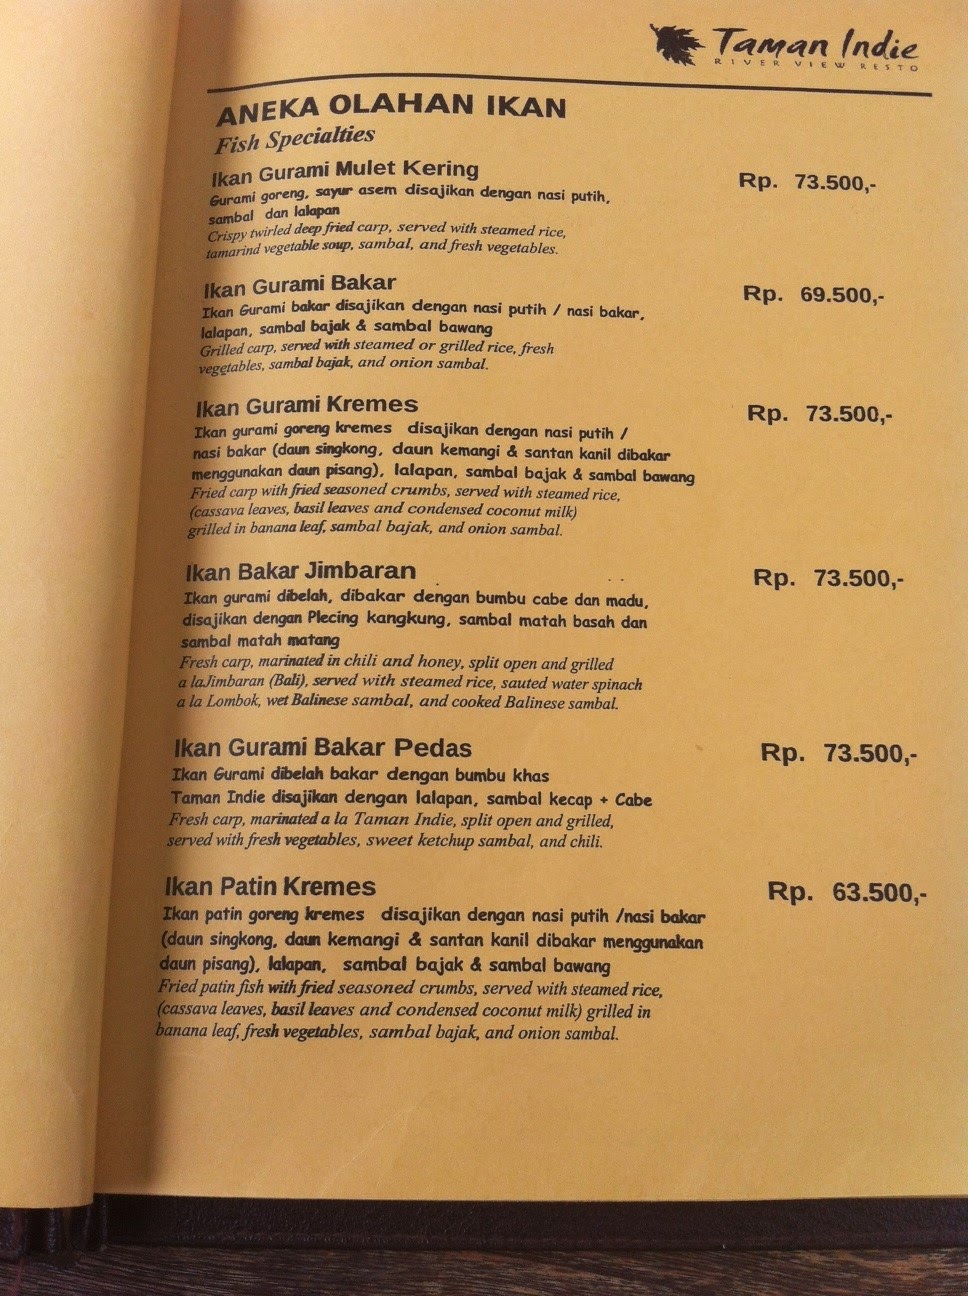 Taman Indie
RIVER VIEW RESTO
ANEKA OLAHAN IKAN
Fish Specialties
Ikan Gurami Mulet Kering Rp. 73.500,-
Gurami goreng, sayur asem disajikan dengan nasi putih,
sambal dan lalapan
Crispy twirled deep fried carp, served with steamed rice,
tamarind vegetable soup, sambal, and fresh vegetables.
Ikan Gurami Bakar Rp. 69.500,-
Ikan Gurami bakar disajikan dengan nasi putih / nasi bakar,
lalapan, sambal bajak & sambal bawang
Grilled carp, served with steamed or grilled rice, fresh
vegetables, sambal bajak, and onion sambal.
Ikan Gurami Kremes Rp. 73.500,-
Ikan gurami goreng kremes disajikan dengan nasi putih /
nasi bakar (daun singkong, daun kemangi & santan kanil dibakar
menggunakan daun pisang), lalapan, sambal bajak & sambal bawang
Fried carp with fried seasoned crumbs, served with steamed rice,
(cassava leaves, basil leaves and condensed coconut milk)
grilled in banana leaf, sambal bajak, and onion sambal.
Ikan Bakar Jimbaran Rp. 73.500,-
Ikan gurami dibelah, dibakar dengan bumbu cabe dan madu,
disajikan dengan Plecing kangkung, sambal matah basah dan
sambal matah matang
Fresh carp, marinated in chili and honey, split open and grilled
a laJimbaran (Bali), served with steamed rice, sauted water spinach
a la Lombok, wet Balinese sambal, and cooked Balinese sambal.
Ikan Gurami Bakar Pedas Rp. 73.500,-
Ikan Gurami dibelah bakar dengan bumbu khas
Taman Indie disajikan dengan lalapan, sambal kecap + Cabe
Fresh carp, marinated a la Taman Indie, split open and grilled,
served with fresh vegetables, sweet ketchup sambal, and chili.
Ikan Patin Kremes Rp. 63.500,-
Ikan patin goreng kremes disajikan dengan nasi putih /nasi bakar
(daun singkong, daun kemangi & santan kanil dibakar menggunakan
daun pisang), lalapan, sambal bajak & sambal bawang
Fried patin fish with fried seasoned crumbs, served with steamed rice,
(cassava leaves, basil leaves and condensed coconut milk) grilled in
banana leaf, fresh vegetables, sambal bajak, and onion sambal.